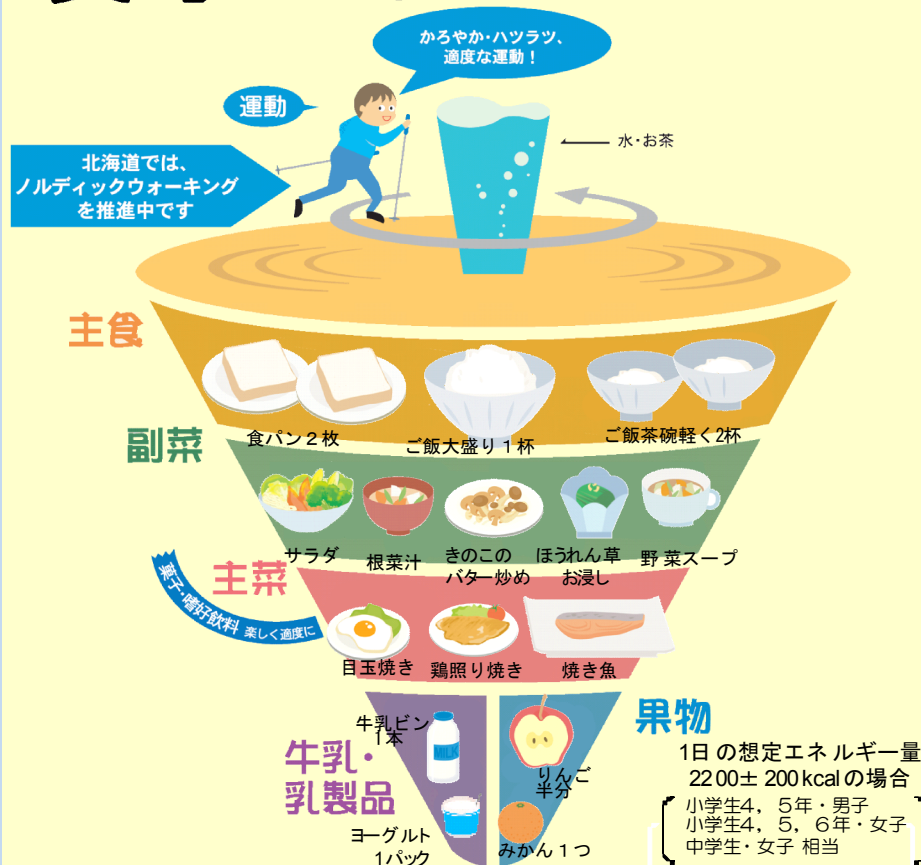 かろやか・ハツラツ、
適度な運動！
運動
水・お茶
北海道では、
ノルディックウォーキング
を推進中です
主食
食パン２枚
ご飯大盛り１杯
ご飯茶碗軽く2杯
副菜
サラダ
根菜汁
きのこの
バター炒め
ほうれん草
お浸し
野菜スープ
主菜
菓子・嗜好飲料 楽しく適度に
目玉焼き
鶏照り焼き
焼き魚
牛乳・
乳製品
牛乳ビン
1本
MILK
ヨーグルト
1パック
果物
りんご
半分
みかん１つ
1日の想定エネルギー量
2200±200kcalの場合
小学生4，5年・男子
小学生4，5，6年・女子
中学生・女子 相当